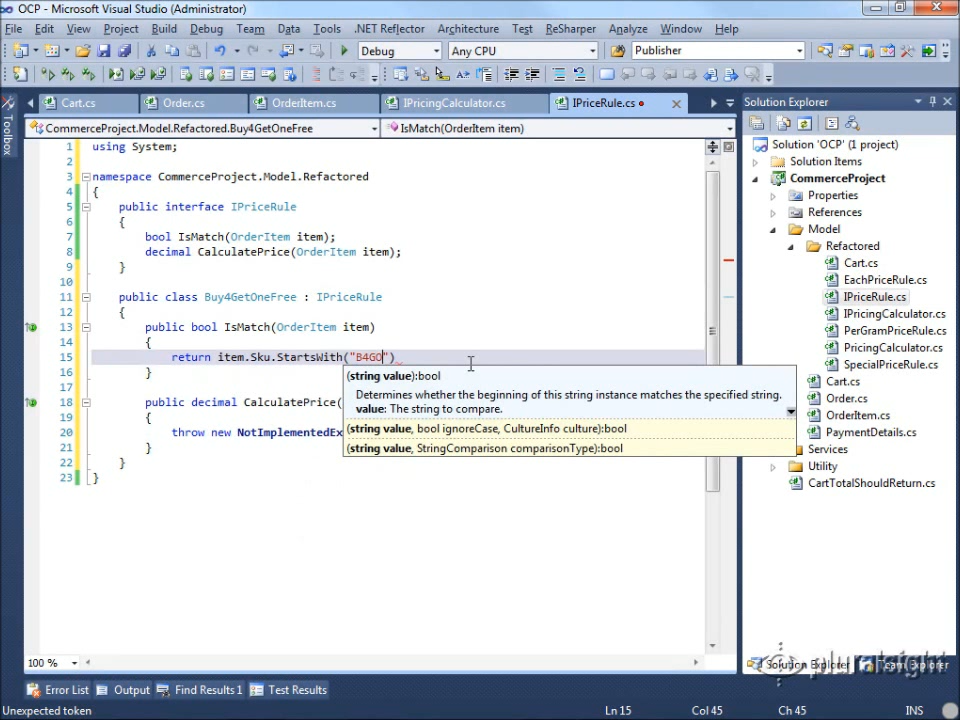 OCP - Microsoft Visual Studio (Administrator)
File Edit View Project Build Debug Team Data Tools .NET Reflector Architecture Test ReSharper Analyze Window Help
Debug Any CPU Publisher
Cart.cs Order.cs OrderItem.cs IPricingCalculator.cs IPriceRule.cs Solution Explorer
CommerceProject.Model.Refactored.Buy4GetOneFree IsMatch(OrderItem item)
Toolbox
1 using System;
2
3 namespace CommerceProject.Model.Refactored
4 {
5 public interface IPriceRule
6 {
7 bool IsMatch(OrderItem item);
8 decimal CalculatePrice(OrderItem item);
9 }
10
11 public class Buy4GetOneFree : IPriceRule
12 {
13 public bool IsMatch(OrderItem item)
14 {
15 return item.Sku.StartsWith("B4GO")
16 }
17
18 public decimal CalculatePrice(
19 {
20 throw new NotImplementedEx
21 }
22 }
23 }
(string value):bool
Determines whether the beginning of this string instance matches the specified string.
value: The string to compare.
(string value, bool ignoreCase, CultureInfo culture):bool
(string value, StringComparison comparisonType):bool
Solution 'OCP' (1 project)
Solution Items
CommerceProject
Properties
References
Model
Refactored
Cart.cs
EachPriceRule.cs
IPriceRule.cs
IPricingCalculator.cs
PerGramPriceRule.cs
PricingCalculator.cs
SpecialPriceRule.cs
Cart.cs
Order.cs
OrderItem.cs
PaymentDetails.cs
Services
Utility
CartTotalShouldReturn.cs
100 %
Solution Explorer Team Explorer
pluralsight
Error List Output Find Results 1 Test Results
Unexpected token Ln 15 Col 45 Ch 45 INS